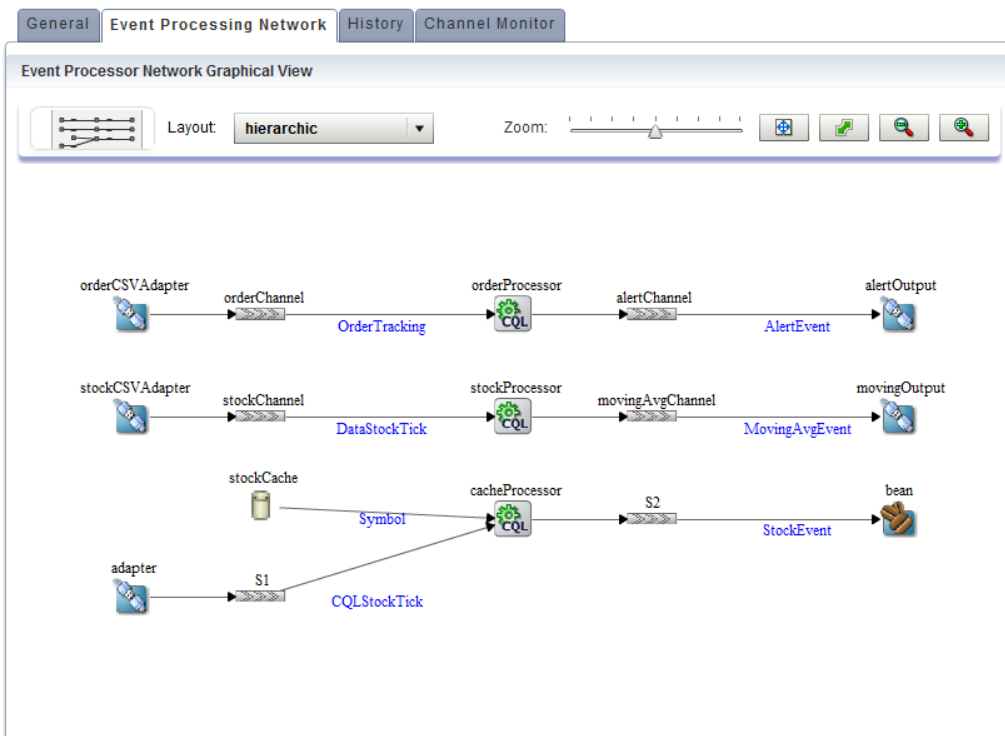 General Event Processing Network History Channel Monitor
Event Processor Network Graphical View
Layout: hierarchic Zoom:
orderCSVAdapter orderChannel orderProcessor alertChannel alertOutput
CQL
OrderTracking AlertEvent
stockCSVAdapter stockChannel stockProcessor movingAvgChannel movingOutput
CQL
DataStockTick MovingAvgEvent
stockCache cacheProcessor S2 bean
Symbol CQL StockEvent
adapter S1
CQLStockTick